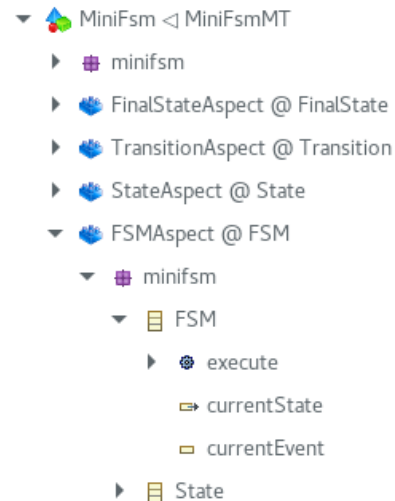 MiniFsm ◁ MiniFsmMT
minifsm
FinalStateAspect @ FinalState
TransitionAspect @ Transition
StateAspect @ State
FSMAspect @ FSM
minifsm
FSM
execute
currentState
currentEvent
State